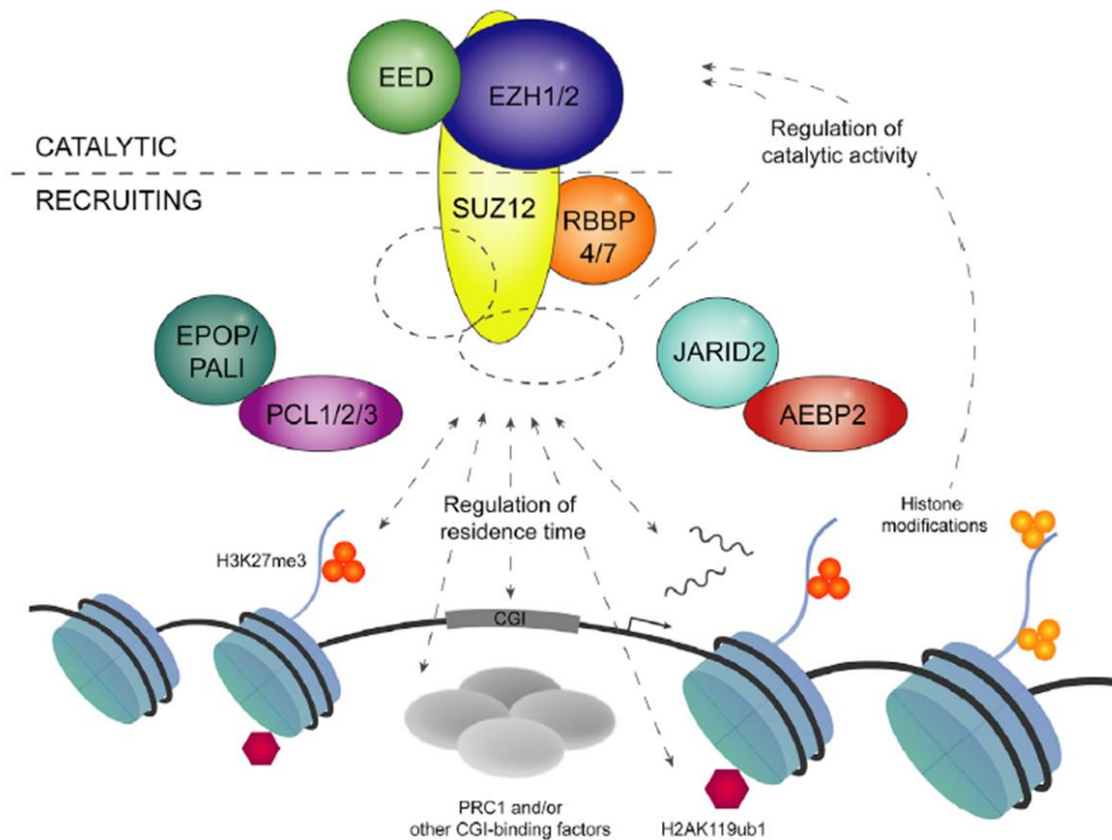 EED
EZH1/2
Regulation of
catalytic activity
CATALYTIC
RECRUITING
SUZ12
RBBP
4/7
EPOP/
PALI
PCL1/2/3
JARID2
AEBP2
Regulation of
residence time
Histone
modifications
H3K27me3
CGI
PRC1 and/or
other CGI-binding factors
H2AK119ub1